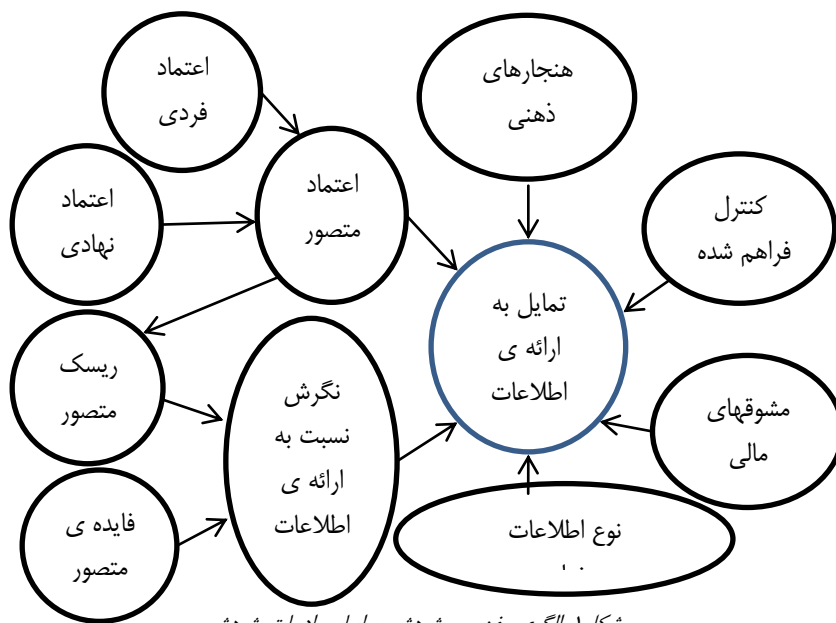 اعتماد
فردی
هنجارهای
ذهنی
اعتماد
متصور
اعتماد
نهادی
کنترل
فراهم شده
تمایل به
ارائه ی
اطلاعات
ریسک
متصور
نگرش
نسبت به
ارائه ی
اطلاعات
مشوقهای
مالی
فایده ی
متصور
نوع اطلاعات